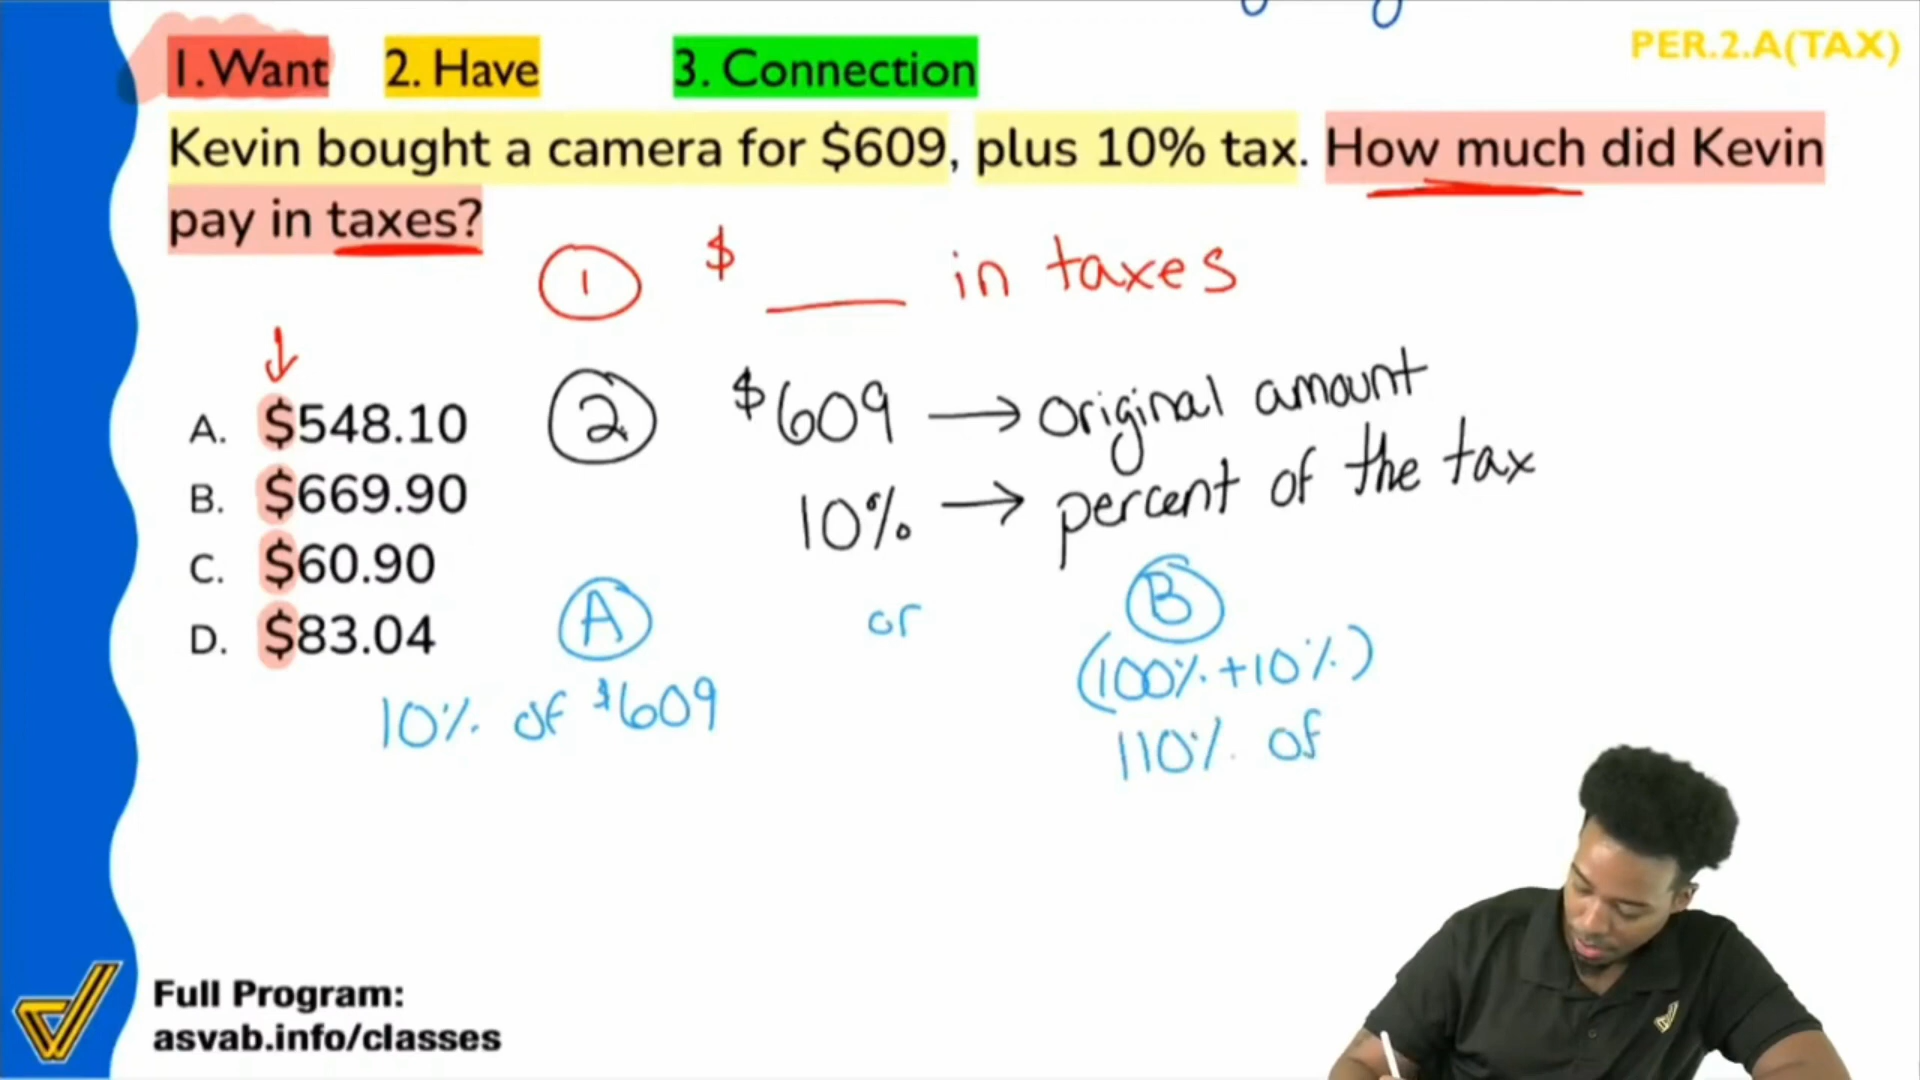 PER.2.A(TAX)
1.Want 2. Have 3. Connection
Kevin bought a camera for $609, plus 10% tax. How much did Kevin
pay in taxes?
1 $ ____ in taxes
A. $548.10
B. $669.90
C. $60.90
D. $83.04
2 $609 → original amount
10% → percent of the tax
A or B
10% of $609
(100%+10%)
110% of
Full Program:
asvab.info/classes